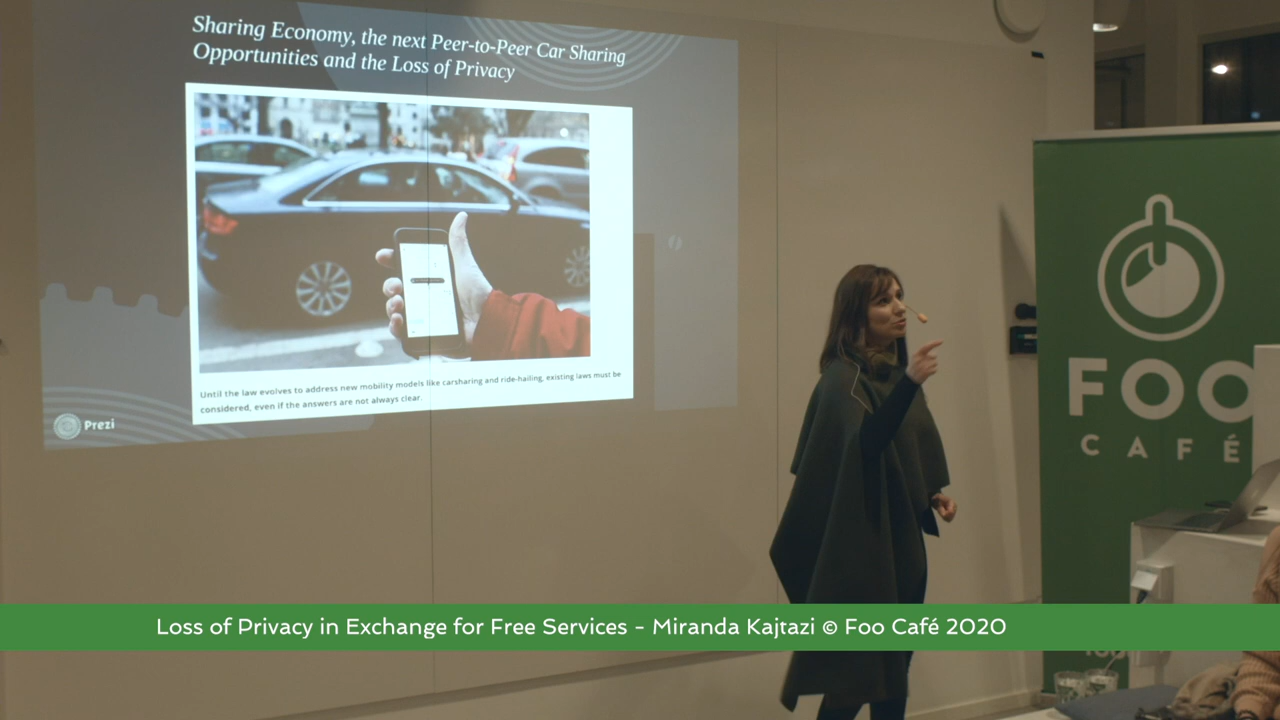 Sharing Economy, the next Peer-to-Peer Car Sharing
Opportunities and the Loss of Privacy
Until the law evolves to address new mobility models like carsharing and ride-hailing, existing laws must be
considered, even if the answers are not always clear.
Prezi
FOO
CAFÉ
Loss of Privacy in Exchange for Free Services - Miranda Kajtazi © Foo Café 2020